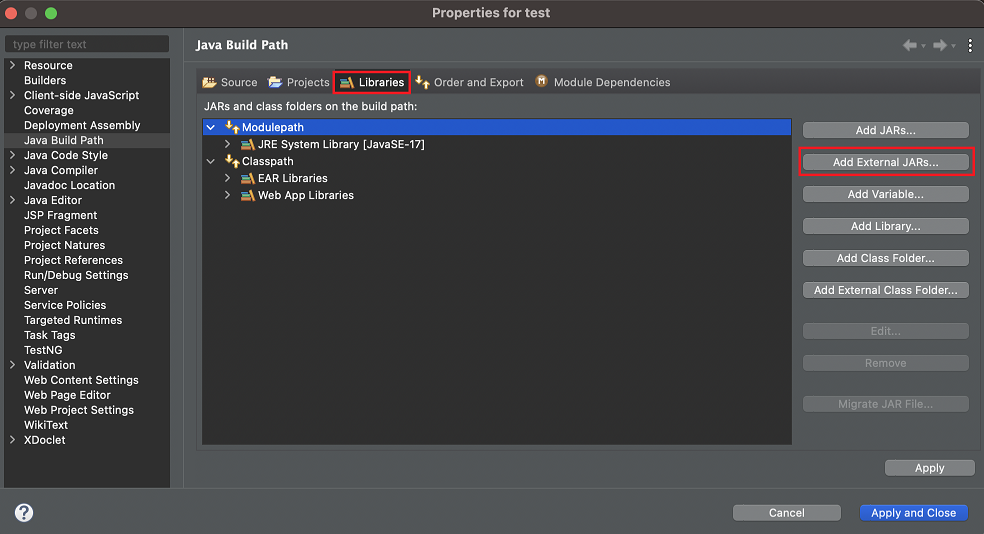 Properties for test
type filter text
Resource
Builders
Client-side JavaScript
Coverage
Deployment Assembly
Java Build Path
Java Code Style
Java Compiler
Javadoc Location
Java Editor
JSP Fragment
Project Facets
Project Natures
Project References
Run/Debug Settings
Server
Service Policies
Targeted Runtimes
Task Tags
TestNG
Validation
Web Content Settings
Web Page Editor
Web Project Settings
WikiText
XDoclet
Java Build Path
Source Projects Libraries Order and Export Module Dependencies
JARs and class folders on the build path:
Modulepath
JRE System Library [JavaSE-17]
Classpath
EAR Libraries
Web App Libraries
Add JARs...
Add External JARs...
Add Variable...
Add Library...
Add Class Folder...
Add External Class Folder...
Edit...
Remove
Migrate JAR File...
Apply
? Cancel Apply and Close